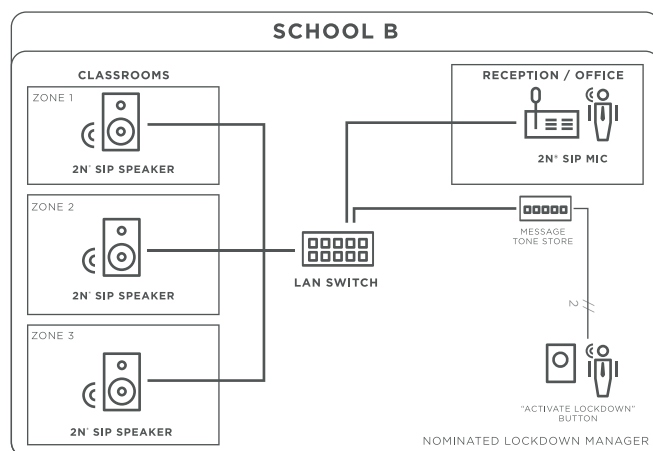 SCHOOL B
CLASSROOMS
ZONE 1
2N® SIP SPEAKER
ZONE 2
2N® SIP SPEAKER
ZONE 3
2N® SIP SPEAKER
LAN SWITCH
RECEPTION / OFFICE
2N® SIP MIC
MESSAGE
TONE STORE
2
"ACTIVATE LOCKDOWN"
BUTTON
NOMINATED LOCKDOWN MANAGER